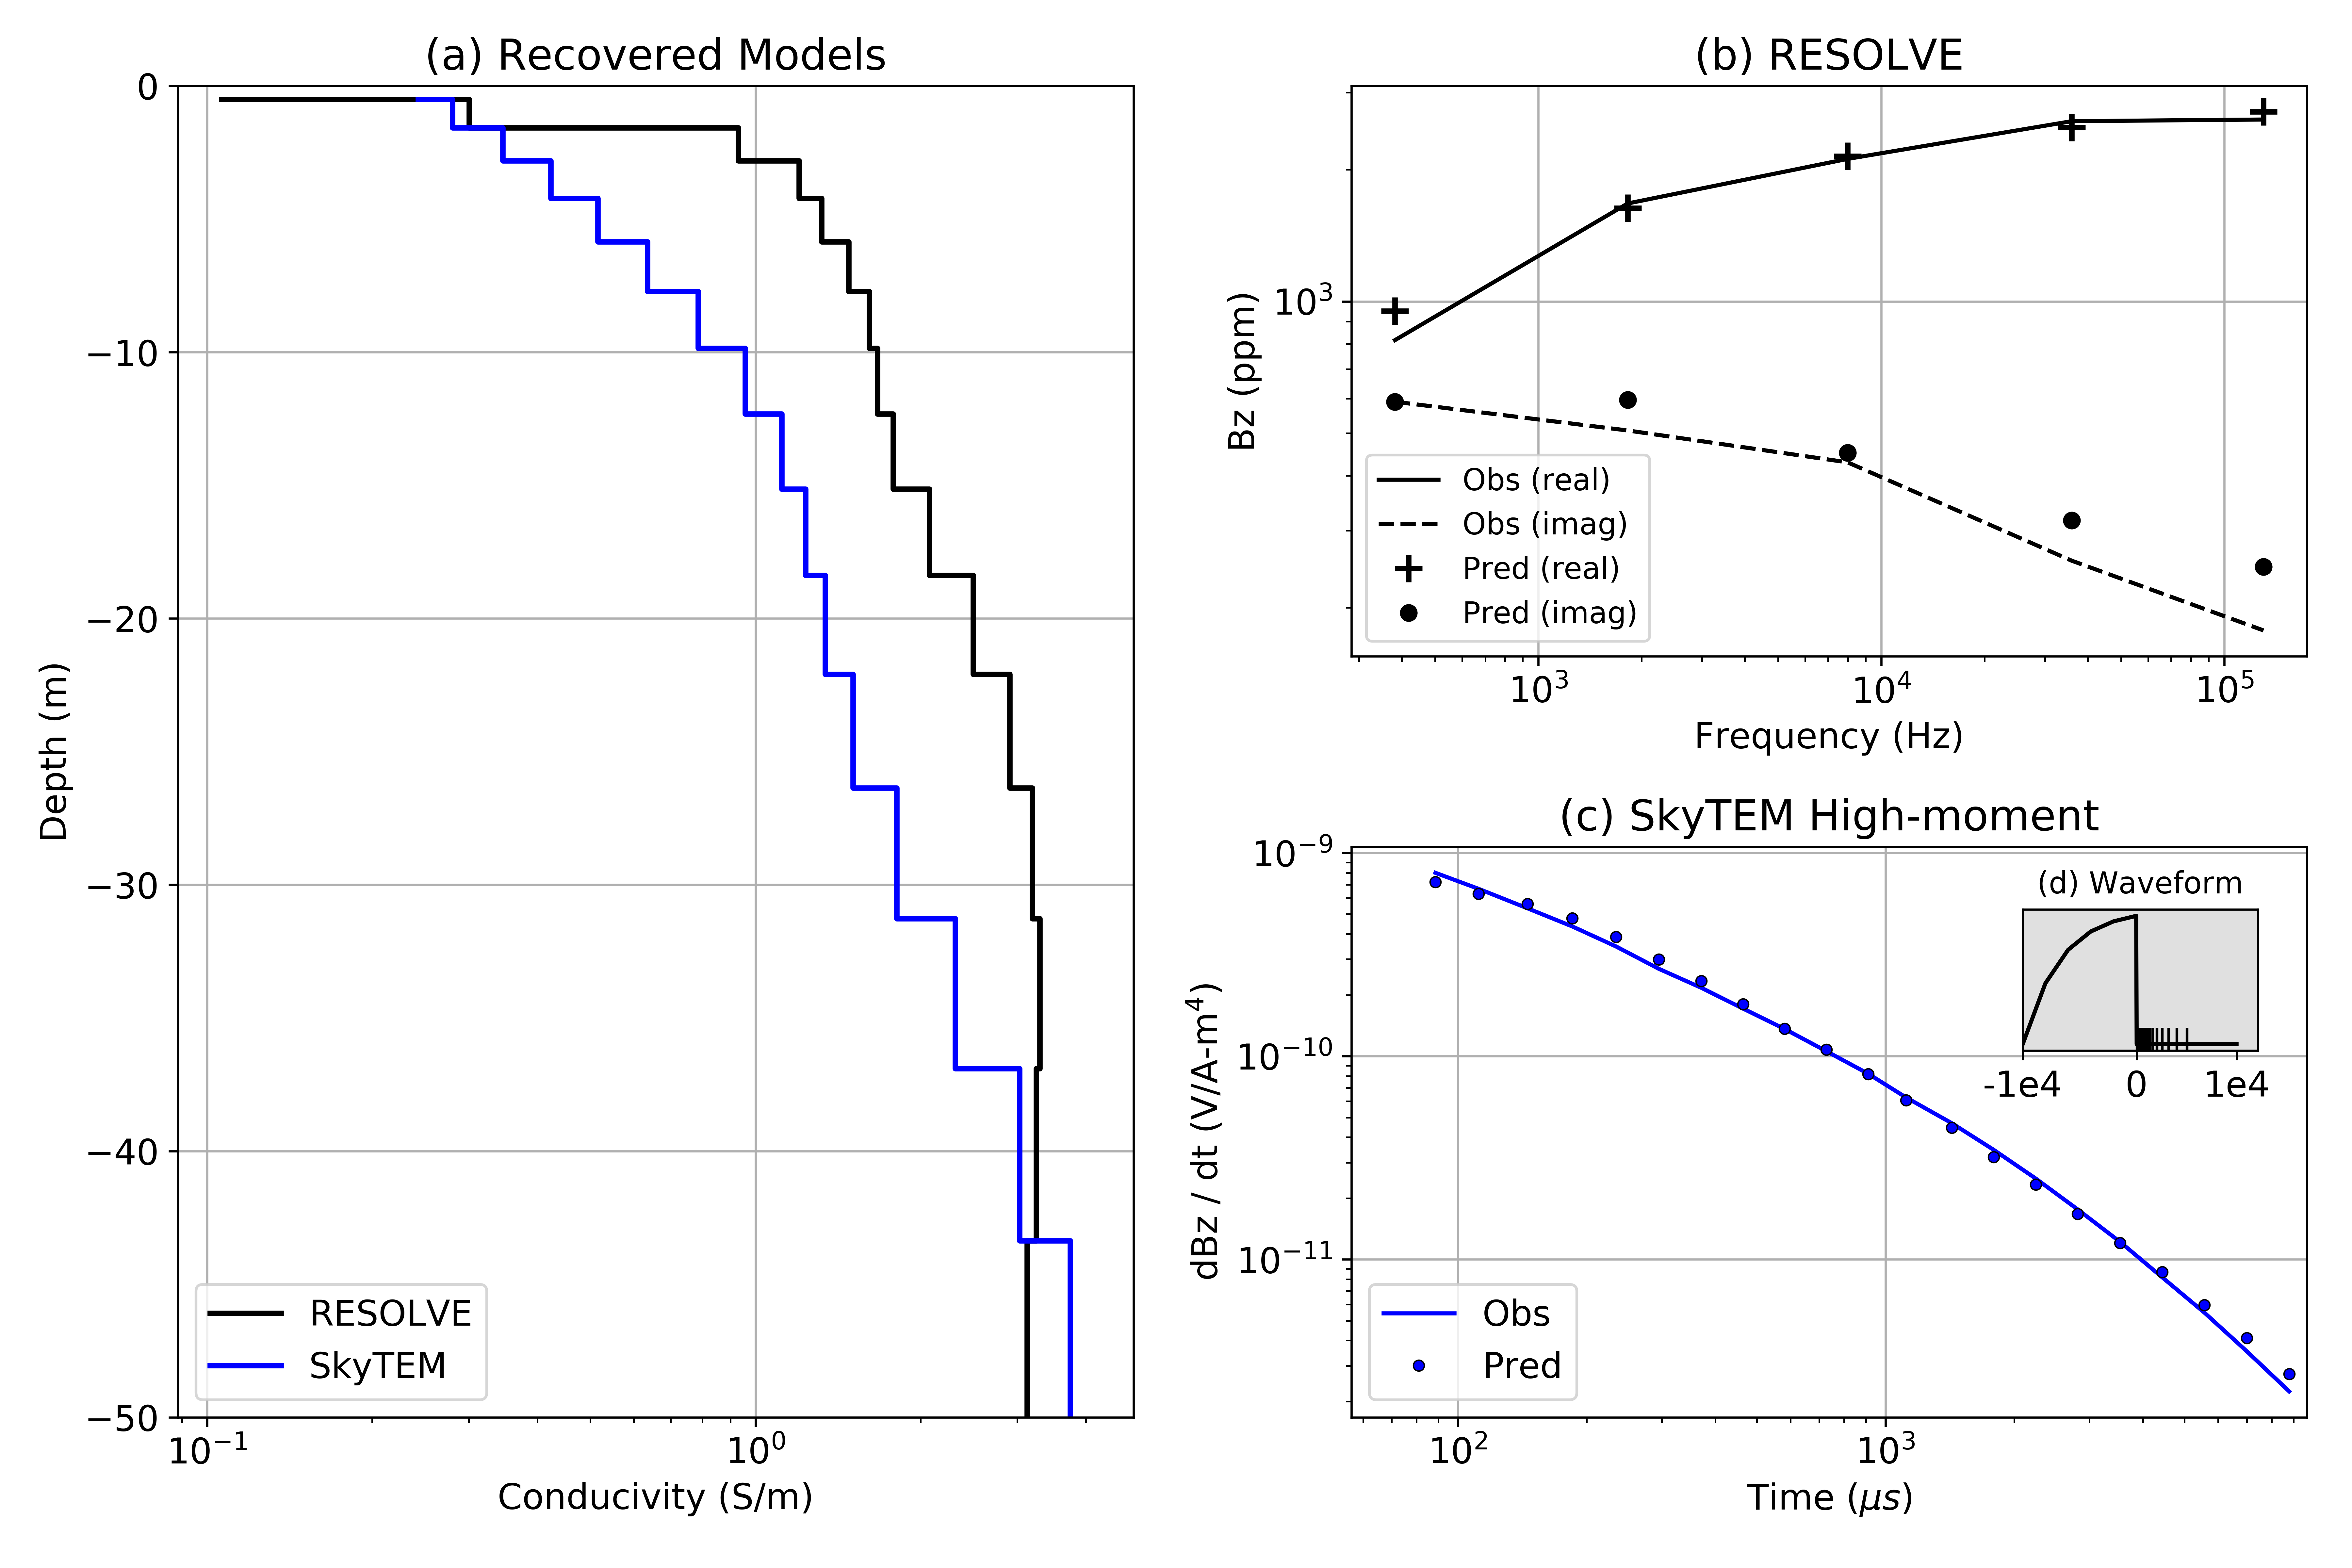 (a) Recovered Models
0
−10
−20
−30
−40
−50
Depth (m)
10⁻¹
10⁰
Conducivity (S/m)
RESOLVE
SkyTEM
(b) RESOLVE
10³
Bz (ppm)
Obs (real)
Obs (imag)
Pred (real)
Pred (imag)
10³
10⁴
10⁵
Frequency (Hz)
(c) SkyTEM High-moment
10⁻⁹
10⁻¹⁰
10⁻¹¹
dBz / dt (V/A-m⁴)
(d) Waveform
-1e4
0
1e4
Obs
Pred
10²
10³
Time (μs)